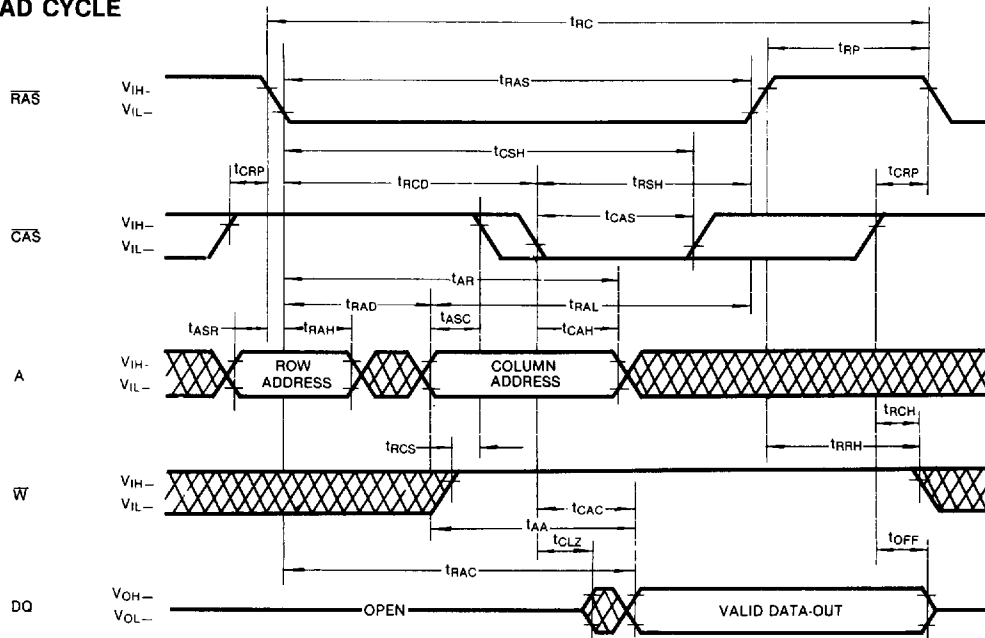 AD CYCLE
tRC
tRP
RAS
VIH-
VIL-
tRAS
tCSH
tCRP
tRCD
tRSH
tCRP
CAS
VIH-
VIL-
tCAS
tAR
tRAD
tRAL
tASR
tRAH
tASC
tCAH
A
VIH-
VIL-
ROW
ADDRESS
COLUMN
ADDRESS
tRCH
tRCS
tRRH
W
VIH-
VIL-
tCAC
tAA
tCLZ
tOFF
tRAC
DQ
VOH-
VOL-
OPEN
VALID DATA-OUT